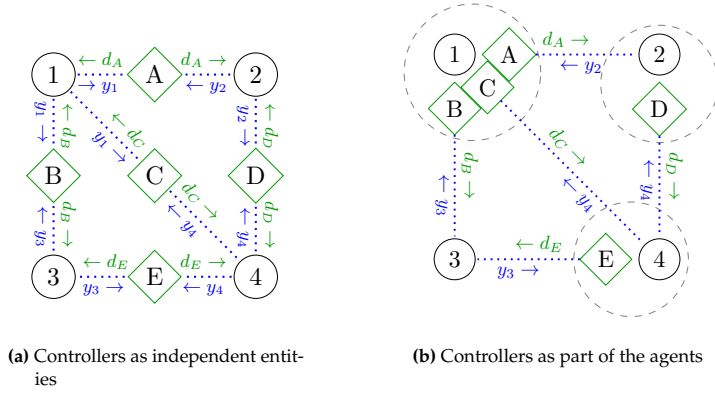 ← d_A d_A →
1 A 2
→ y_1 ← y_2
y_1 →
← d_B
← d_C
y_1 →
y_2 →
← d_D
B C D
d_B →
← y_3
d_C →
← y_4
d_D →
← y_4
← d_E d_E →
3 E 4
y_3 → ← y_4
(a) Controllers as independent entit-
ies
d_A →
1 A 2
← y_2
C
B D
d_B →
← y_3
d_C →
← y_4
d_D →
← y_4
← d_E
3 E 4
y_3 →
(b) Controllers as part of the agents